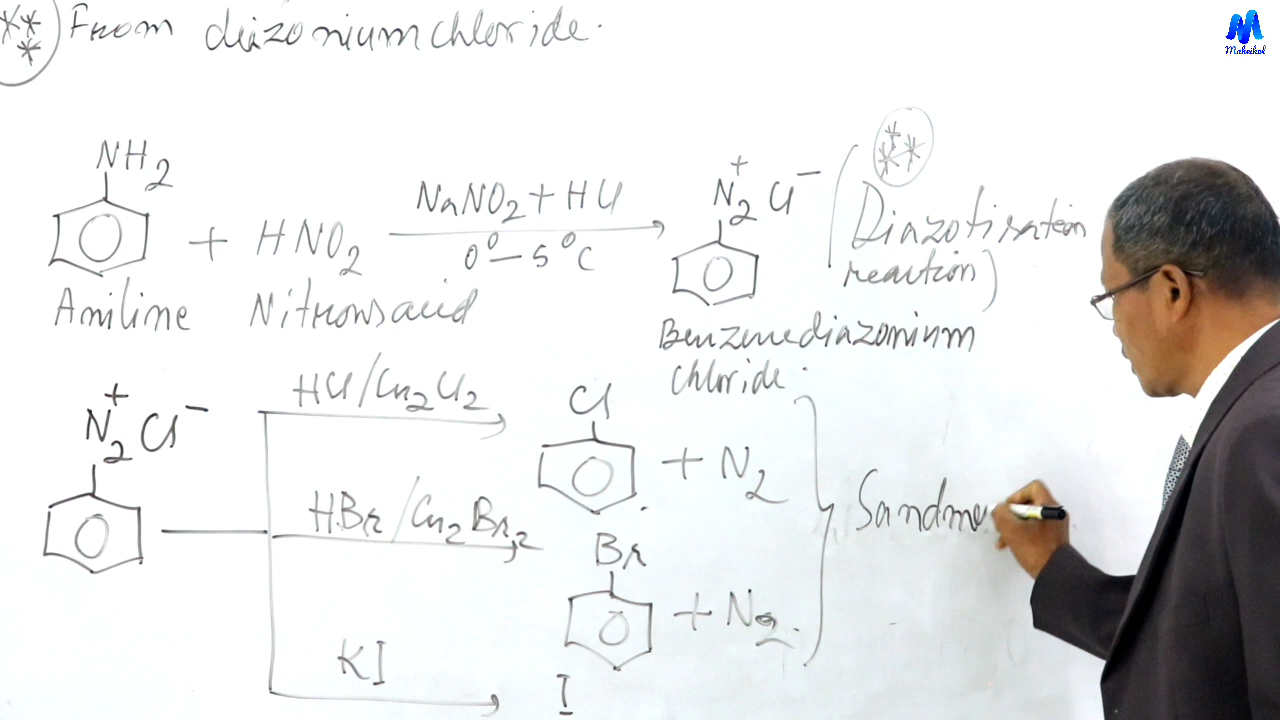 From diazonium chloride.
NH2
+ HNO2
NaNO2 + HCl
0° – 5°C
N2+ Cl−
(Diazotisation
reaction)
Aniline
Nitrous acid
Benzenediazonium
chloride.
N2+ Cl−
HCl/Cu2Cl2
Cl
+ N2
HBr/Cu2Br2
Br
+ N2.
KI
I
Sandme
M
Maheikol